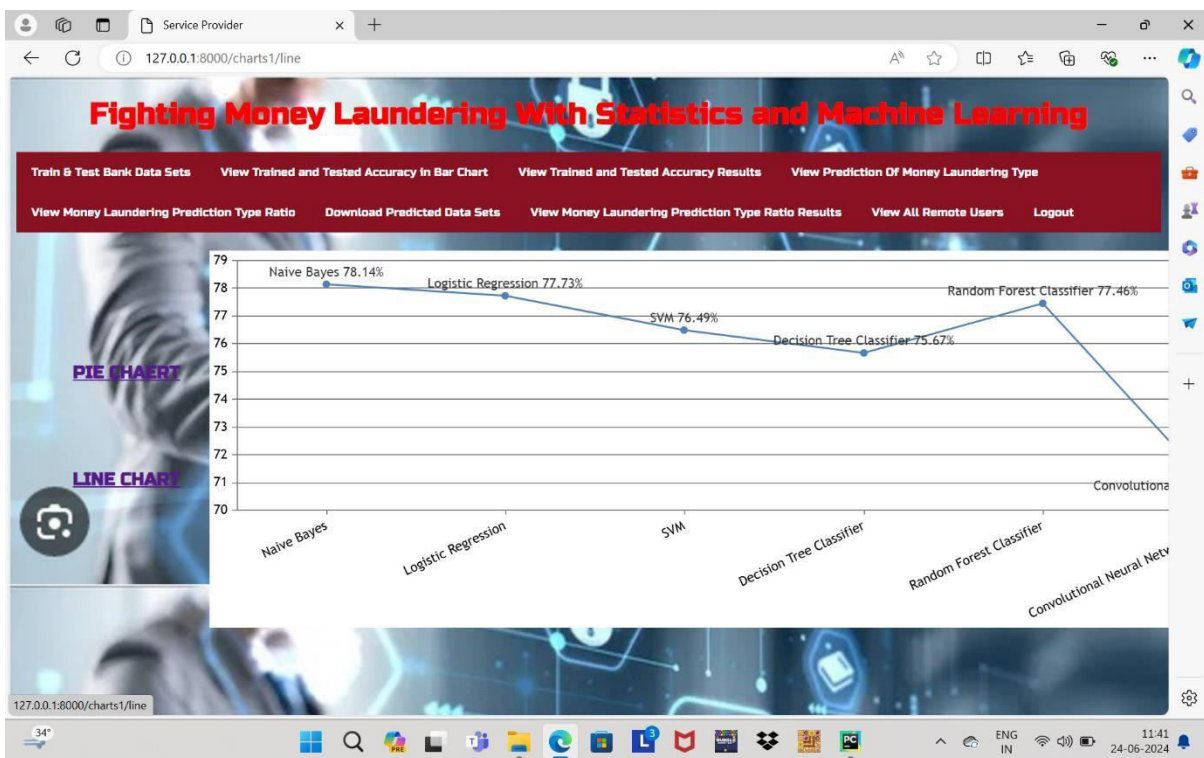 Service Provider
127.0.0.1:8000/charts1/line
Fighting Money Laundering With Statistics and Machine Learning
Train & Test Bank Data Sets View Trained and Tested Accuracy in Bar Chart View Trained and Tested Accuracy Results View Prediction Of Money Laundering Type
View Money Laundering Prediction Type Ratio Download Predicted Data Sets View Money Laundering Prediction Type Ratio Results View All Remote Users Logout
PIE CHAERT
LINE CHART
79
78
77
76
75
74
73
72
71
70
Naive Bayes 78.14%
Logistic Regression 77.73%
SVM 76.49%
Decision Tree Classifier 75.67%
Random Forest Classifier 77.46%
Convolutiona
Naive Bayes
Logistic Regression
SVM
Decision Tree Classifier
Random Forest Classifier
Convolutional Neural Netw
127.0.0.1:8000/charts1/line
34°
PRE
3
PC
ENG
IN
11:41
24-06-2024